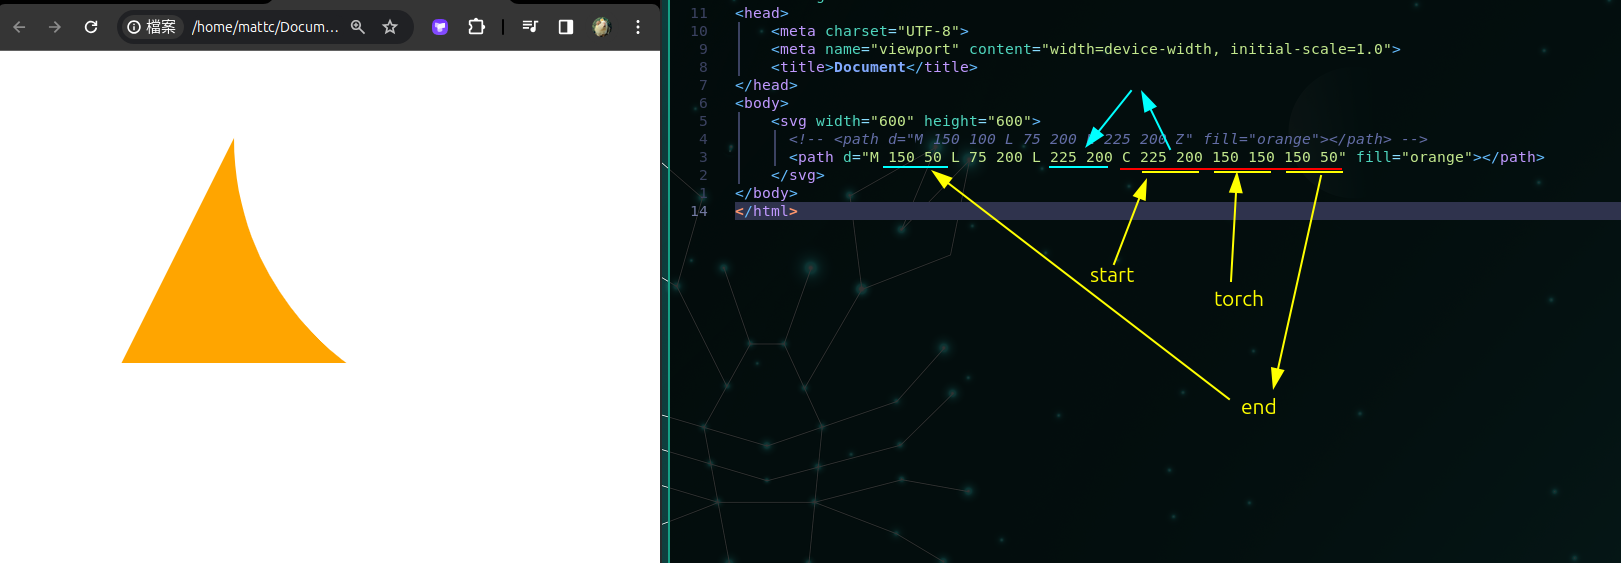 檔案 /home/mattc/Docum...
11 <head>
10 <meta charset="UTF-8">
9 <meta name="viewport" content="width=device-width, initial-scale=1.0">
8 <title>Document</title>
7 </head>
6 <body>
5 <svg width="600" height="600">
4 <!-- <path d="M 150 100 L 75 200 L 225 200 Z" fill="orange"></path> -->
3 <path d="M 150 50 L 75 200 L 225 200 C 225 200 150 150 150 50" fill="orange"></path>
2 </svg>
1 </body>
14 </html>
start
torch
end